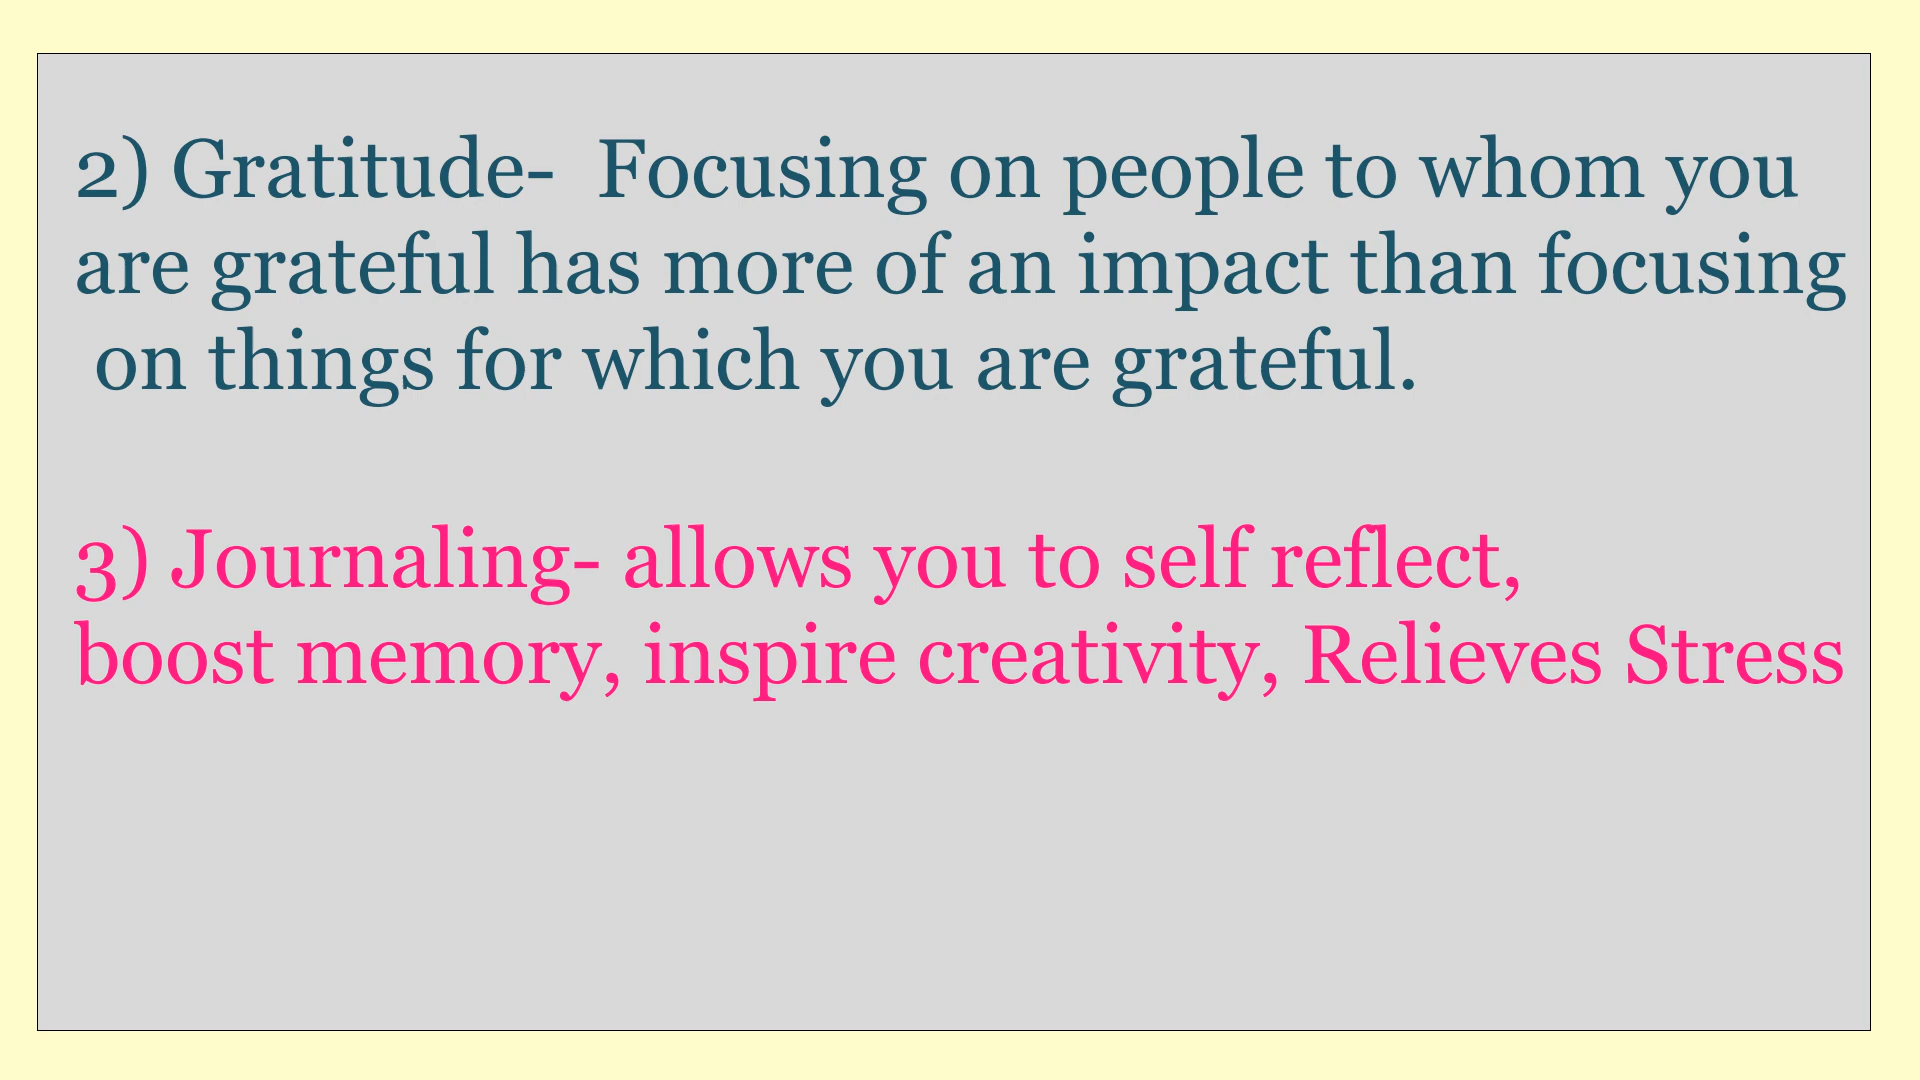 2) Gratitude-  Focusing on people to whom you
are grateful has more of an impact than focusing
on things for which you are grateful.
3) Journaling- allows you to self reflect,
boost memory, inspire creativity, Relieves Stress